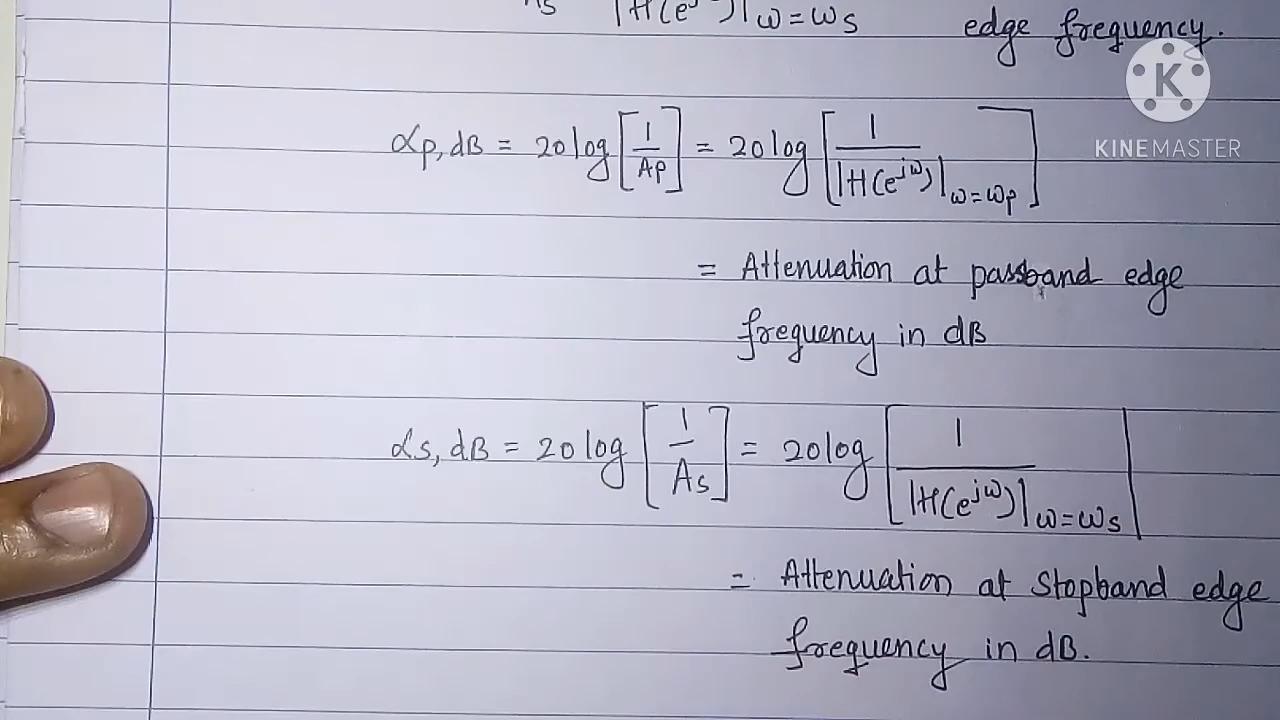 |H(e^jω)|ω=ωs edge frequency.
K
KINEMASTER
αp, dB = 20 log [1/Ap] = 20 log [1/|H(e^jω)|ω=ωp]
= Attenuation at passband edge
frequency in dB
αs, dB = 20 log [1/As] = 20 log [1/|H(e^jω)|ω=ωs]
= Attenuation at stopband edge
frequency in dB.